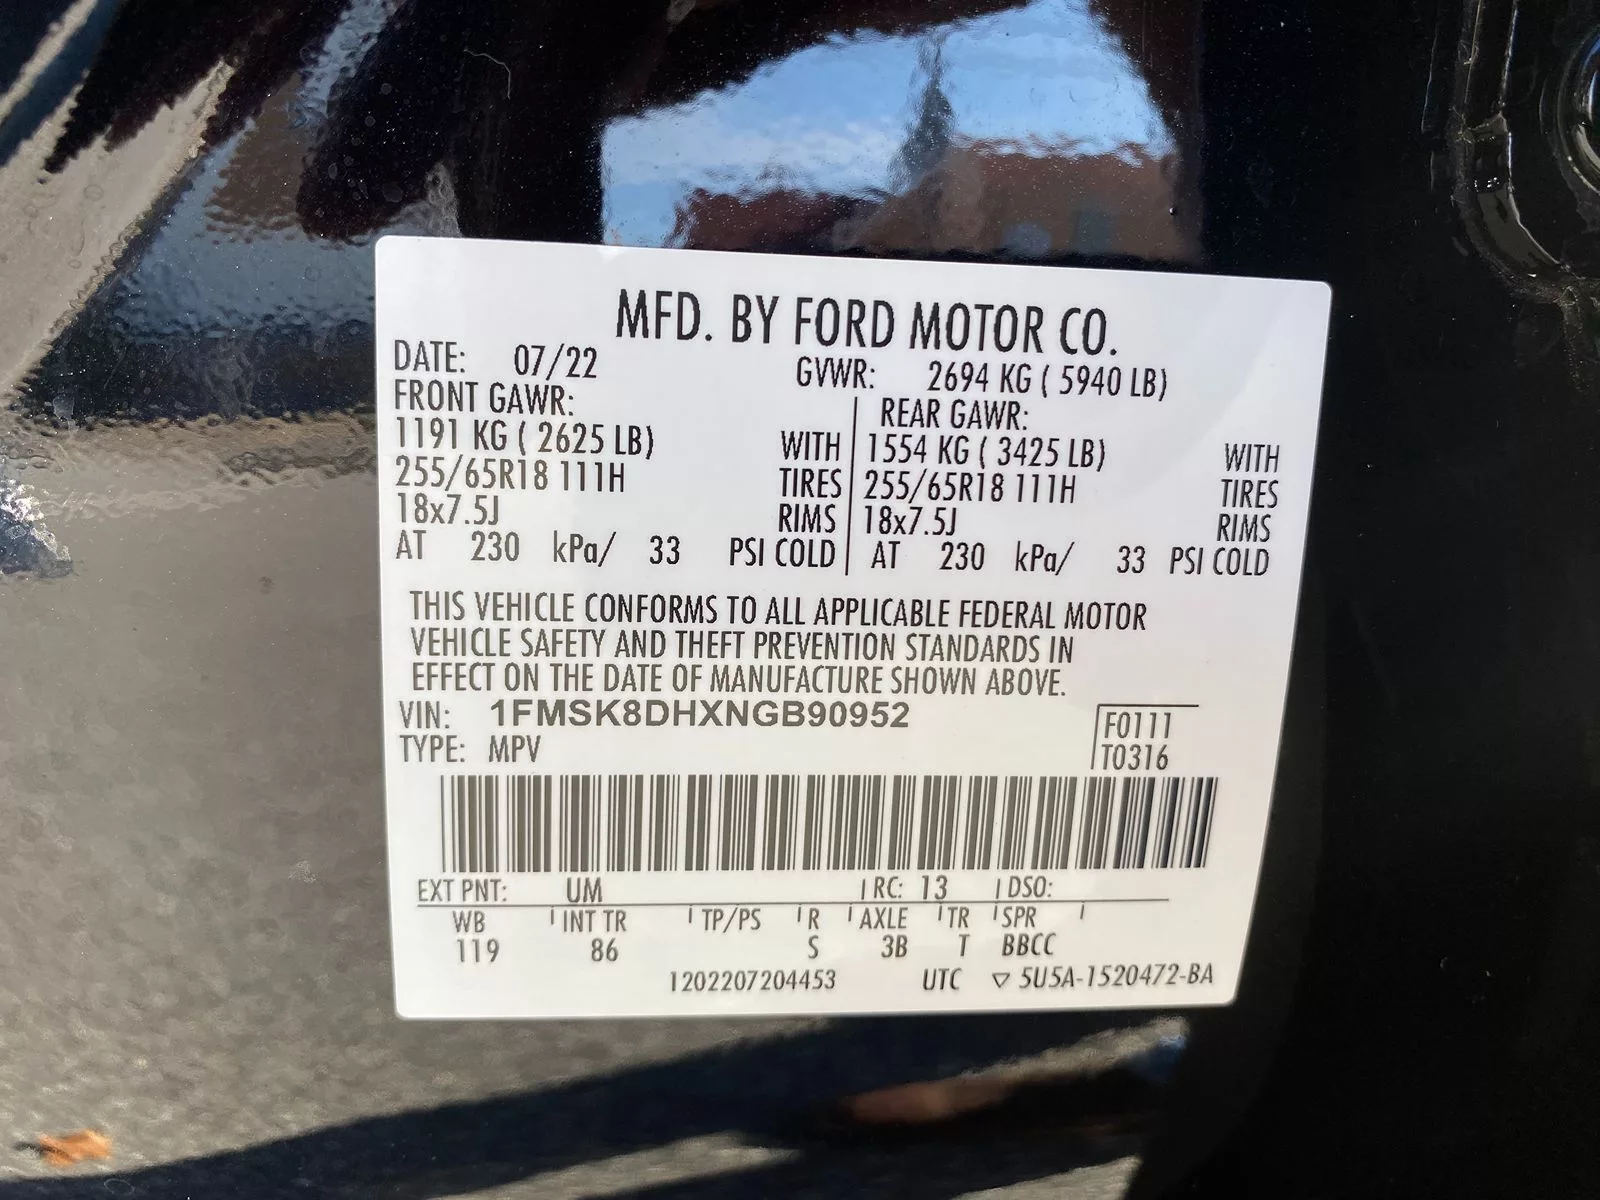 MFD. BY FORD MOTOR CO.
DATE: 07/22 GVWR: 2694 KG ( 5940 LB)
FRONT GAWR: REAR GAWR:
1191 KG ( 2625 LB) WITH 1554 KG ( 3425 LB) WITH
255/65R18 111H TIRES 255/65R18 111H TIRES
18x7.5J RIMS 18x7.5J RIMS
AT 230 kPa/ 33 PSI COLD AT 230 kPa/ 33 PSI COLD
THIS VEHICLE CONFORMS TO ALL APPLICABLE FEDERAL MOTOR
VEHICLE SAFETY AND THEFT PREVENTION STANDARDS IN
EFFECT ON THE DATE OF MANUFACTURE SHOWN ABOVE.
VIN: 1FMSK8DHXNGB90952 F0111
TYPE: MPV T0316
EXT PNT: UM RC: 13 DSO:
WB INT TR TP/PS R AXLE TR SPR
119 86 S 3B T BBCC
1202207204453 UTC ▽ 5U5A-1520472-BA